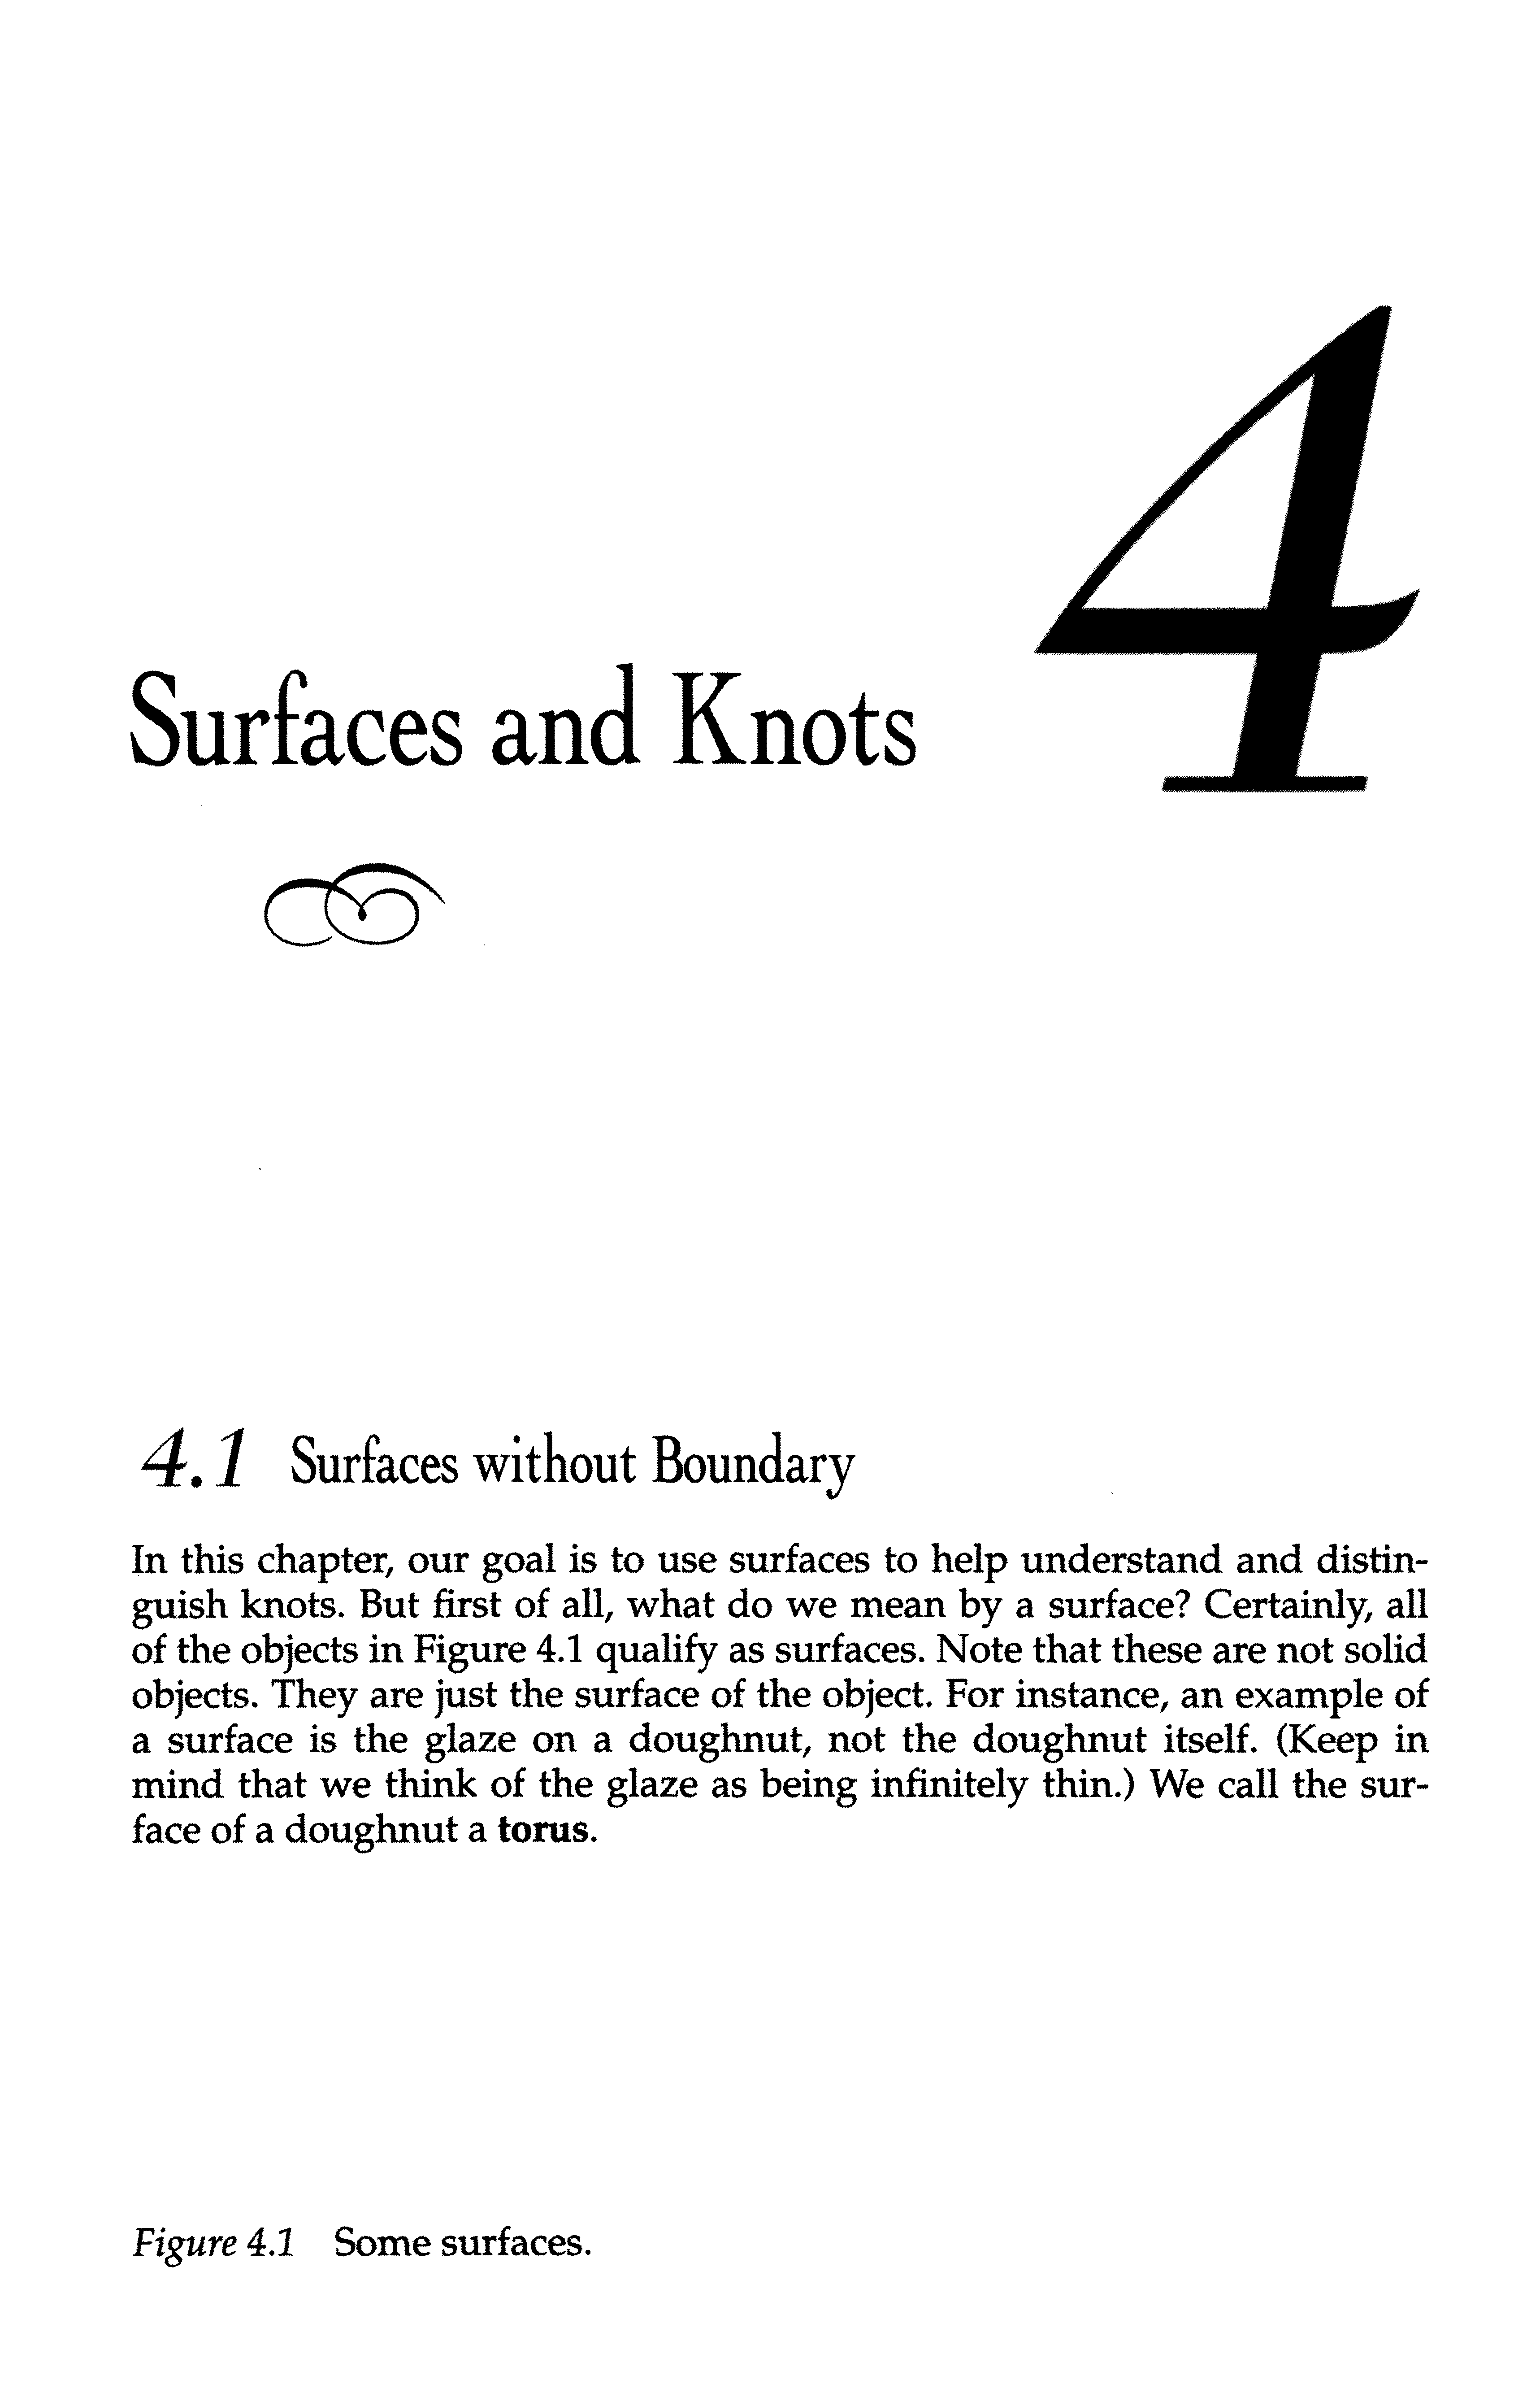 4
Surfaces and Knots
4.1 Surfaces without Boundary
In this chapter, our goal is to use surfaces to help understand and distin-
guish knots. But first of all, what do we mean by a surface? Certainly, all
of the objects in Figure 4.1 qualify as surfaces. Note that these are not solid
objects. They are just the surface of the object. For instance, an example of
a surface is the glaze on a doughnut, not the doughnut itself. (Keep in
mind that we think of the glaze as being infinitely thin.) We call the sur-
face of a doughnut a torus.
Figure 4.1 Some surfaces.